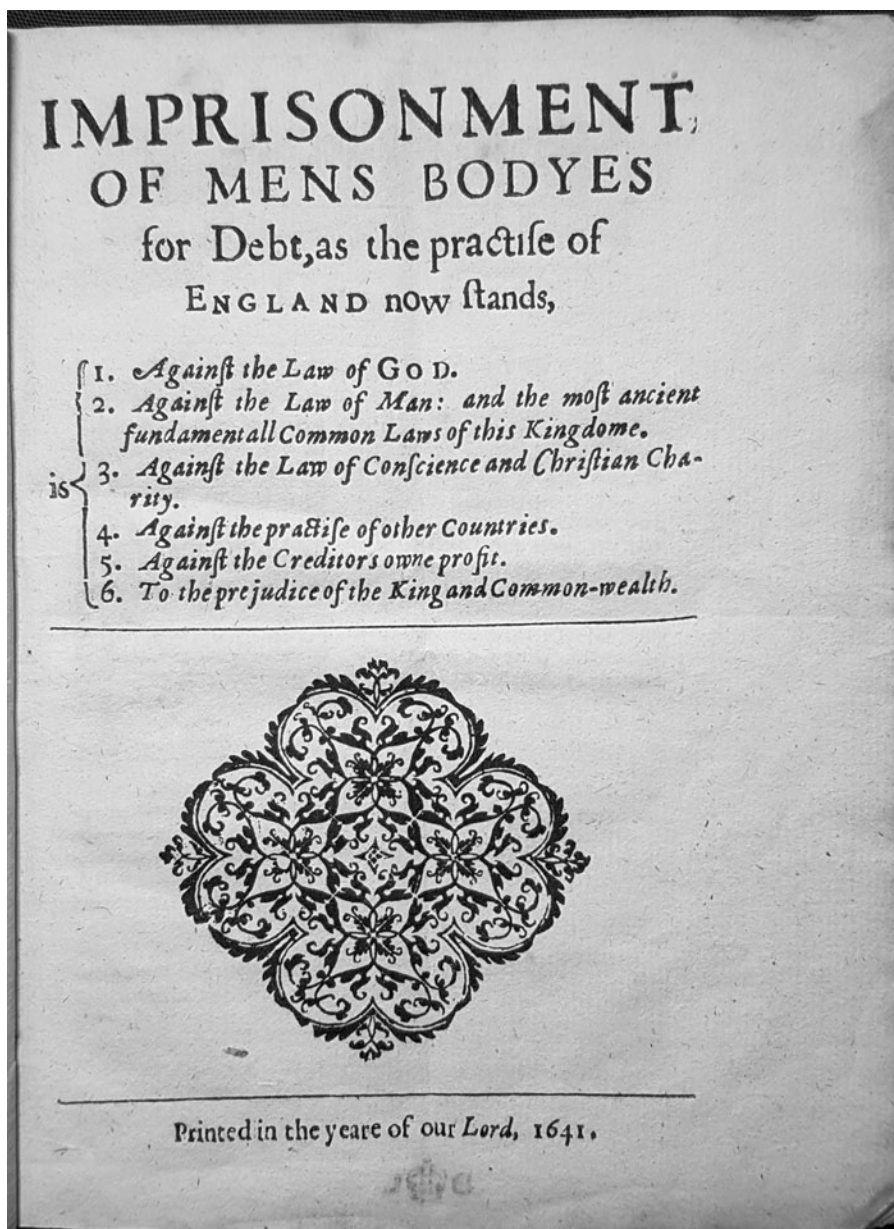 IMPRISONMENT
OF MENS BODYES
for Debt, as the practiſe of
ENGLAND now ſtands,
1. Againſt the Law of GOD.
2. Againſt the Law of Man: and the moſt ancient
fundamentall Common Laws of this Kingdome.
is 3. Againſt the Law of Conſcience and Chriſtian Cha-
rity.
4. Againſt the practiſe of other Countries.
5. Againſt the Creditors owne profit.
6. To the prejudice of the King and Common-wealth.
Printed in the yeare of our Lord, 1641.